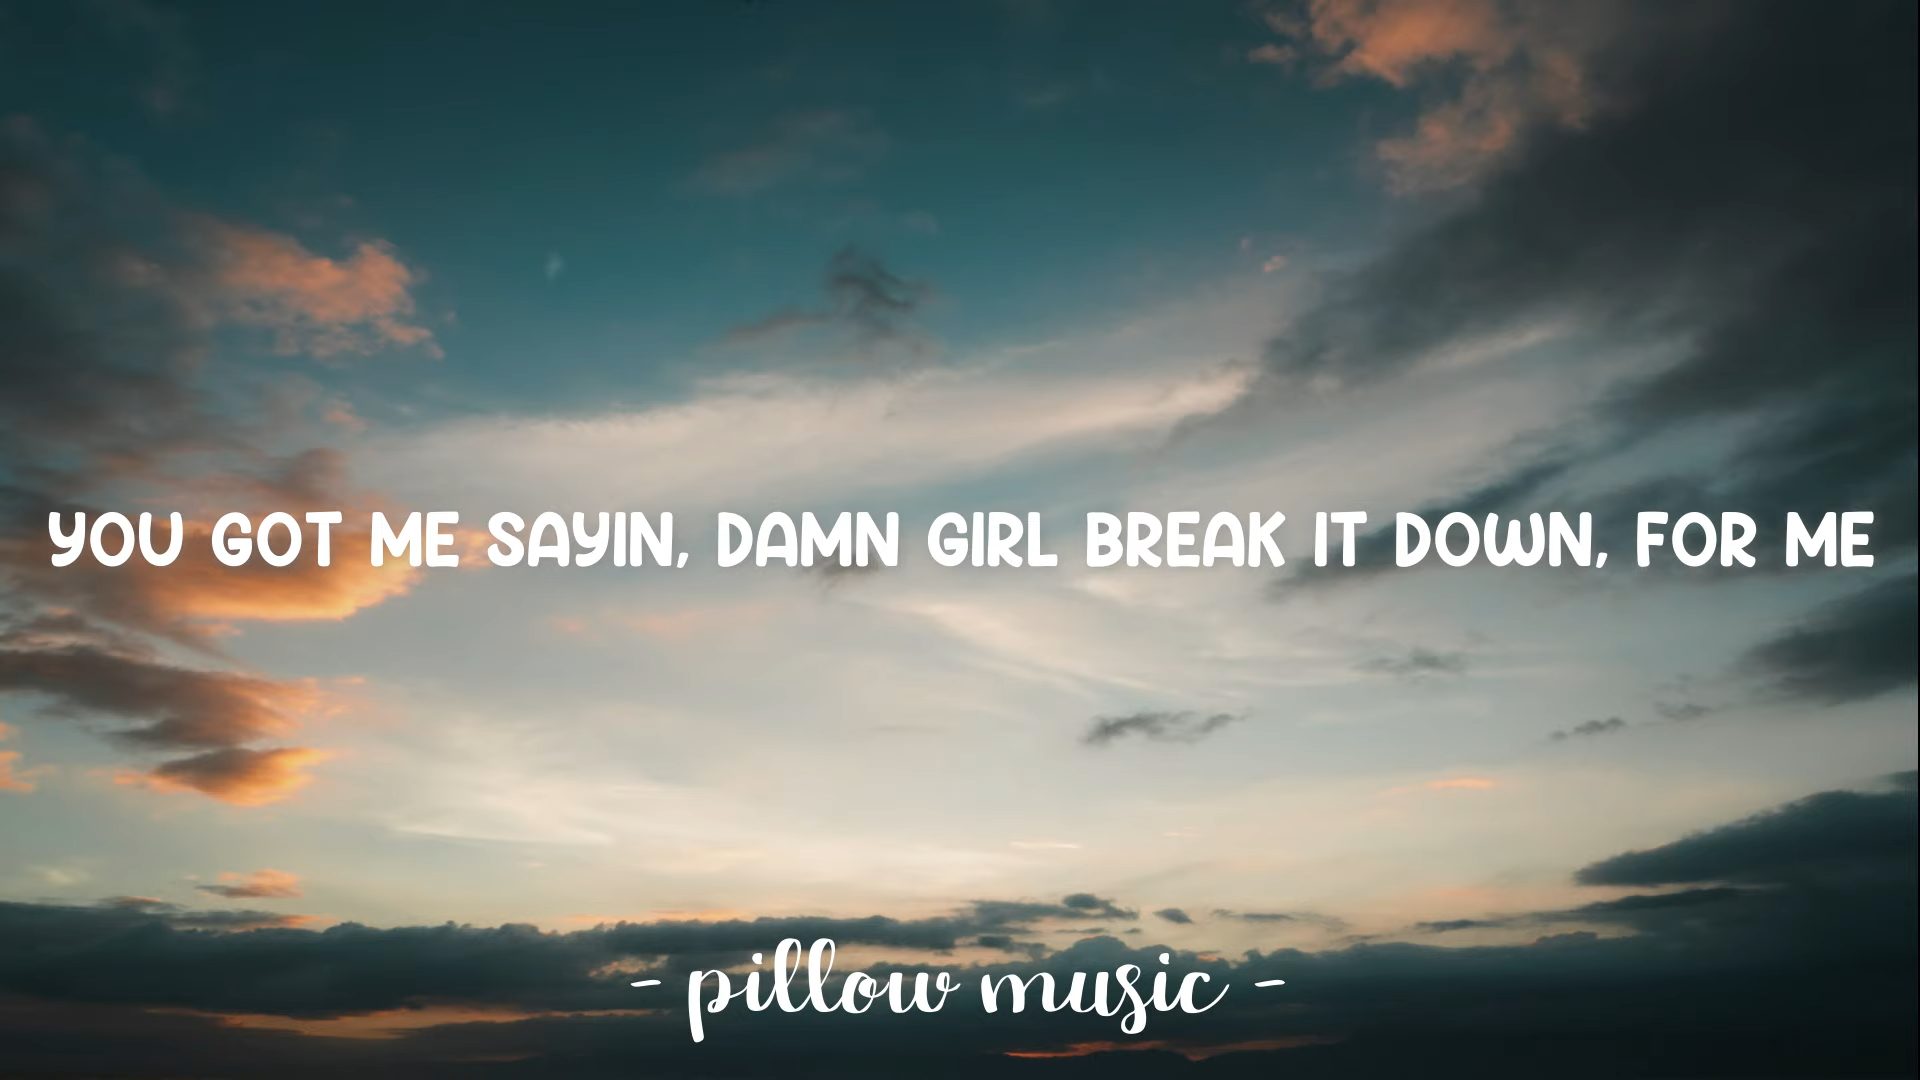 YOU GOT ME SAYIN, DAMN GIRL BREAK IT DOWN, FOR ME
- pillow music -